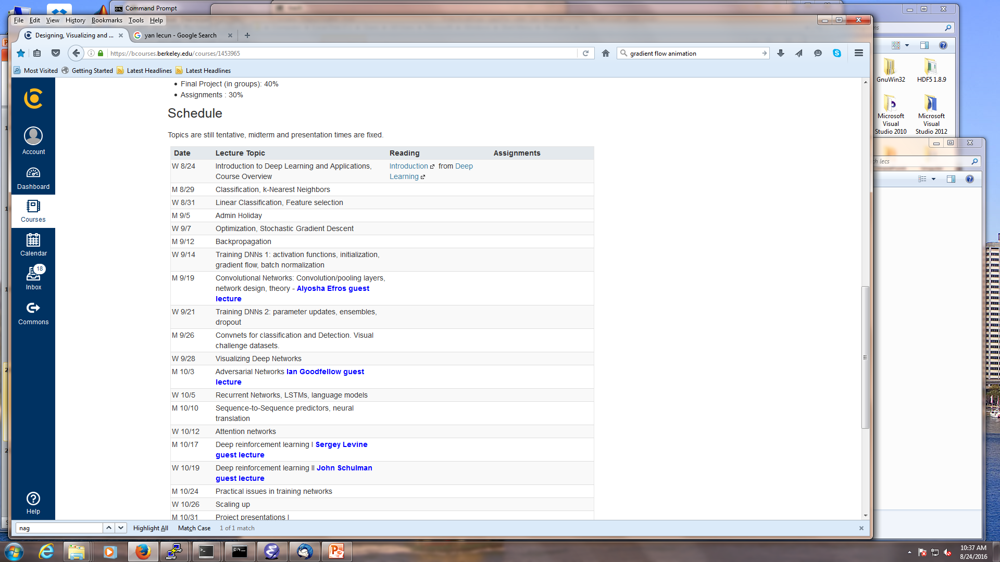 Command Prompt
File Edit View History Bookmarks Tools Help
Designing, Visualizing and ...
yan lecun - Google Search
https://bcourses.berkeley.edu/courses/1453965
gradient flow animation
Most Visited Getting Started Latest Headlines Latest Headlines
Account
Dashboard
Courses
Calendar
18
Inbox
Commons
Help
Final Project (in groups): 40%
Assignments : 30%
Schedule
Topics are still tentative, midterm and presentation times are fixed.
Date Lecture Topic Reading Assignments
W 8/24 Introduction to Deep Learning and Applications, Introduction from Deep
Course Overview Learning
M 8/29 Classification, k-Nearest Neighbors
W 8/31 Linear Classification, Feature selection
M 9/5 Admin Holiday
W 9/7 Optimization, Stochastic Gradient Descent
M 9/12 Backpropagation
W 9/14 Training DNNs 1: activation functions, initialization,
gradient flow, batch normalization
M 9/19 Convolutional Networks: Convolution/pooling layers,
network design, theory - Alyosha Efros guest
lecture
W 9/21 Training DNNs 2: parameter updates, ensembles,
dropout
M 9/26 Convnets for classification and Detection. Visual
challenge datasets.
W 9/28 Visualizing Deep Networks
M 10/3 Adversarial Networks Ian Goodfellow guest
lecture
W 10/5 Recurrent Networks, LSTMs, language models
M 10/10 Sequence-to-Sequence predictors, neural
translation
W 10/12 Attention networks
M 10/17 Deep reinforcement learning I Sergey Levine
guest lecture
W 10/19 Deep reinforcement learning II John Schulman
guest lecture
M 10/24 Practical issues in training networks
W 10/26 Scaling up
M 10/31 Project presentations I
nag
Highlight All Match Case 1 of 1 match
GnuWin32 HDF5 1.8.9
Microsoft Visual Studio 2010
Microsoft Visual Studio 2012
lecs
10:37 AM
8/24/2016